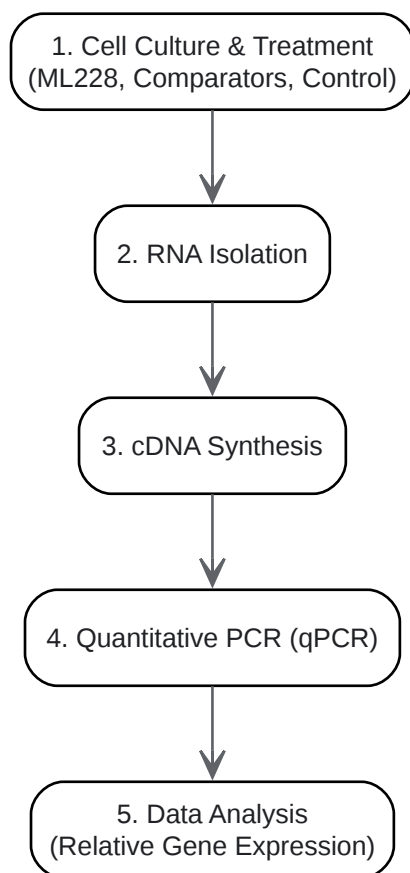 1. Cell Culture & Treatment
(ML228, Comparators, Control)
2. RNA Isolation
3. cDNA Synthesis
4. Quantitative PCR (qPCR)
5. Data Analysis
(Relative Gene Expression)